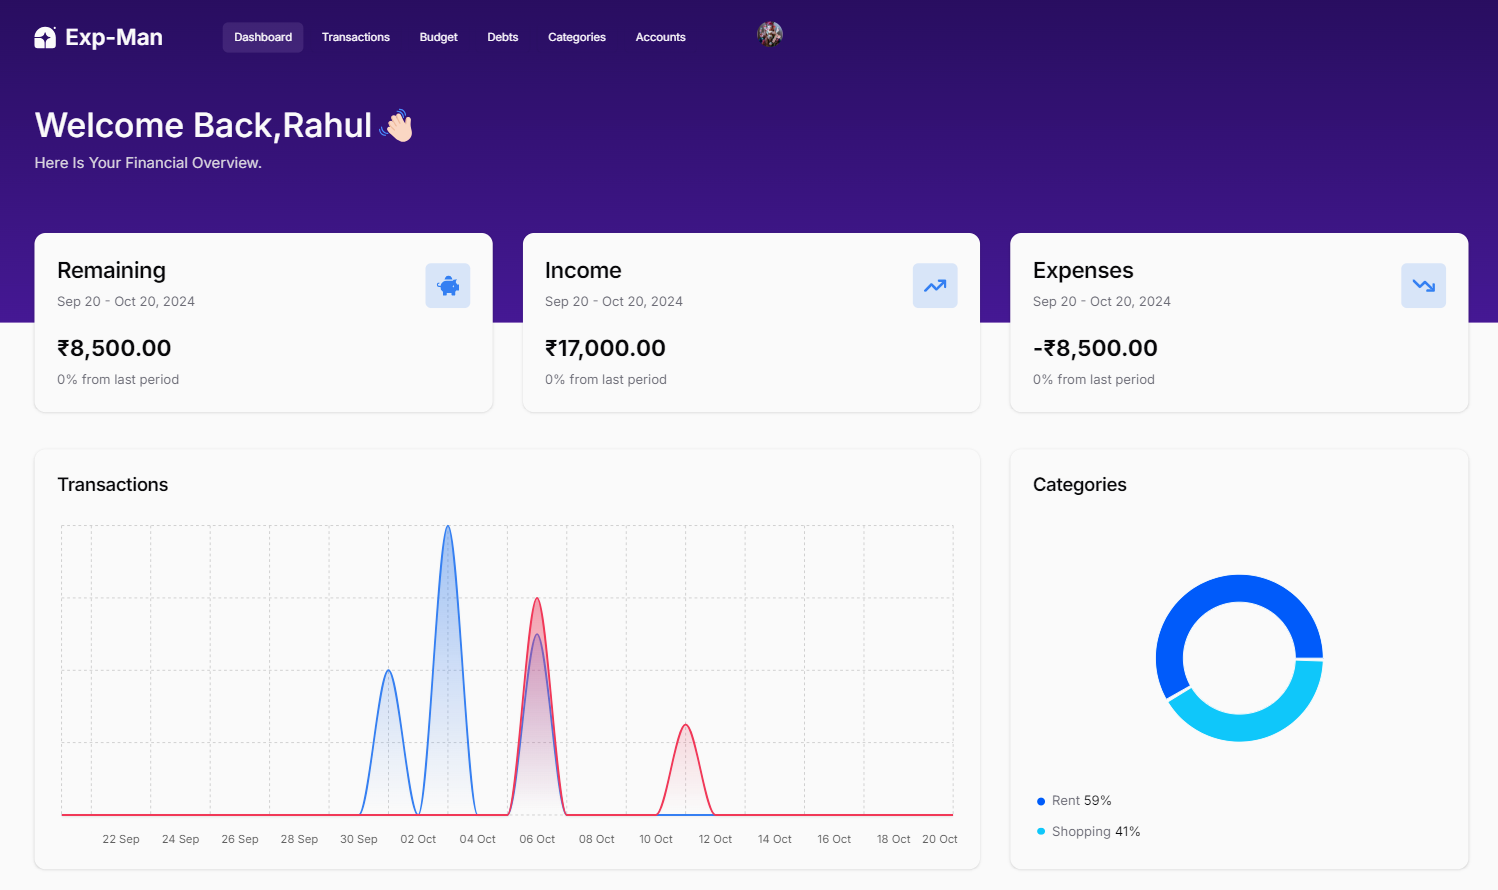 Exp-Man
Dashboard
Transactions
Budget
Debts
Categories
Accounts
Welcome Back,Rahul 👋🏻
Here Is Your Financial Overview.
Remaining
Sep 20 - Oct 20, 2024
₹8,500.00
0% from last period
Income
Sep 20 - Oct 20, 2024
₹17,000.00
0% from last period
Expenses
Sep 20 - Oct 20, 2024
-₹8,500.00
0% from last period
Transactions
22 Sep
24 Sep
26 Sep
28 Sep
30 Sep
02 Oct
04 Oct
06 Oct
08 Oct
10 Oct
12 Oct
14 Oct
16 Oct
18 Oct
20 Oct
Categories
Rent 59%
Shopping 41%